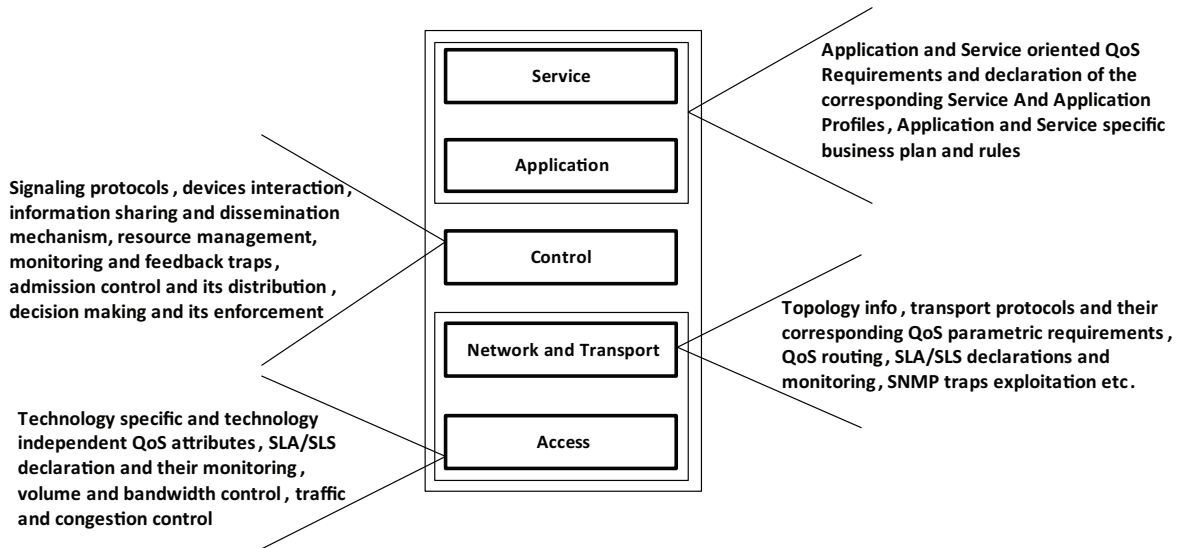 Service
Application
Control
Network and Transport
Access
Application and Service oriented QoS
Requirements and declaration of the
corresponding Service And Application
Profiles , Application and Service specific
business plan and rules
Signaling protocols , devices interaction ,
information sharing and dissemination
mechanism, resource management,
monitoring and feedback traps ,
admission control and its distribution ,
decision making and its enforcement
Topology info , transport protocols and their
corresponding QoS parametric requirements ,
QoS routing , SLA/SLS declarations and
monitoring , SNMP traps exploitation etc .
Technology specific and technology
independent QoS attributes , SLA/SLS
declaration and their monitoring ,
volume and bandwidth control , traffic
and congestion control